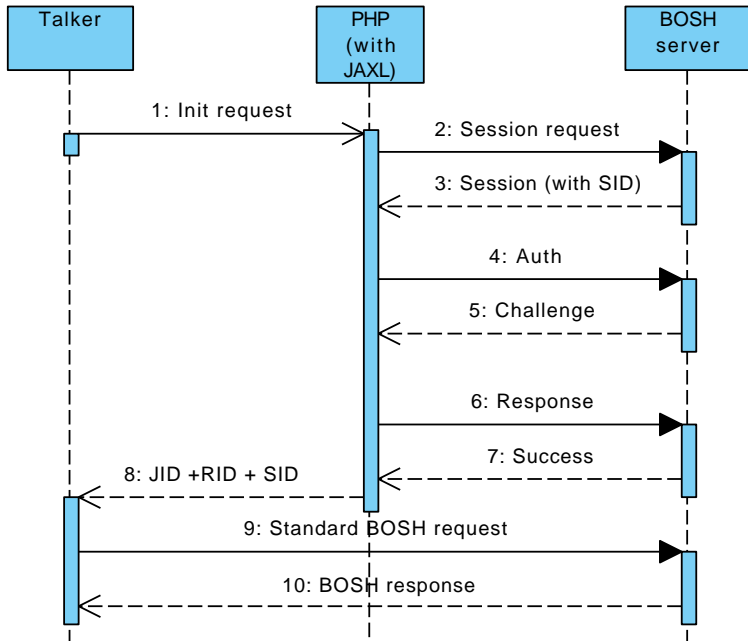 Talker
PHP
(with
JAXL)
BOSH
server
1: Init request
2: Session request
3: Session (with SID)
4: Auth
5: Challenge
6: Response
7: Success
8: JID +RID + SID
9: Standard BOSH request
10: BOSH response